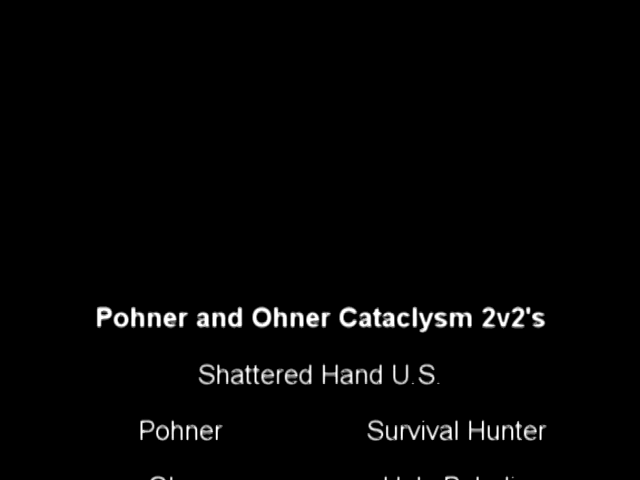 Pohner and Ohner Cataclysm 2v2's
Shattered Hand U.S.
Pohner Survival Hunter